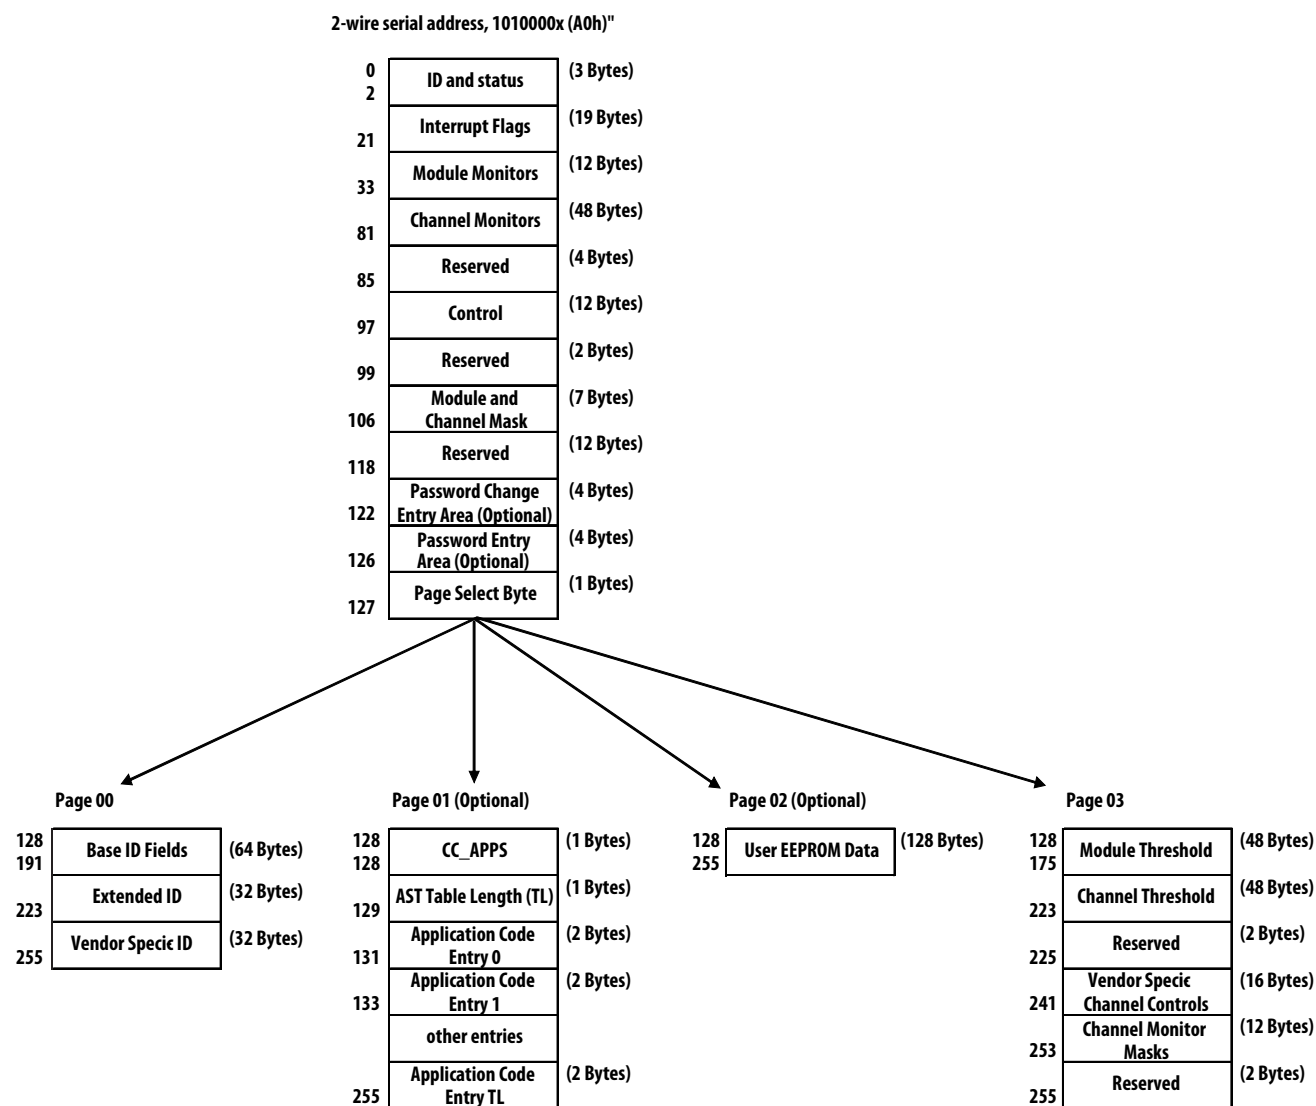 2-wire serial address, 1010000x (A0h)"
0
2
ID and status
(3 Bytes)
21
Interrupt Flags
(19 Bytes)
33
Module Monitors
(12 Bytes)
81
Channel Monitors
(48 Bytes)
85
Reserved
(4 Bytes)
97
Control
(12 Bytes)
99
Reserved
(2 Bytes)
106
Module and
Channel Mask
(7 Bytes)
118
Reserved
(12 Bytes)
122
Password Change
Entry Area (Optional)
(4 Bytes)
126
Password Entry
Area (Optional)
(4 Bytes)
127
Page Select Byte
(1 Bytes)
Page 00
128
191
Base ID Fields
(64 Bytes)
223
Extended ID
(32 Bytes)
255
Vendor Specic ID
(32 Bytes)
Page 01 (Optional)
128
128
CC_APPS
(1 Bytes)
129
AST Table Length (TL)
(1 Bytes)
131
Application Code
Entry 0
(2 Bytes)
133
Application Code
Entry 1
(2 Bytes)
other entries
255
Application Code
Entry TL
(2 Bytes)
Page 02 (Optional)
128
255
User EEPROM Data
(128 Bytes)
Page 03
128
175
Module Threshold
(48 Bytes)
223
Channel Threshold
(48 Bytes)
225
Reserved
(2 Bytes)
241
Vendor Specic
Channel Controls
(16 Bytes)
253
Channel Monitor
Masks
(12 Bytes)
255
Reserved
(2 Bytes)